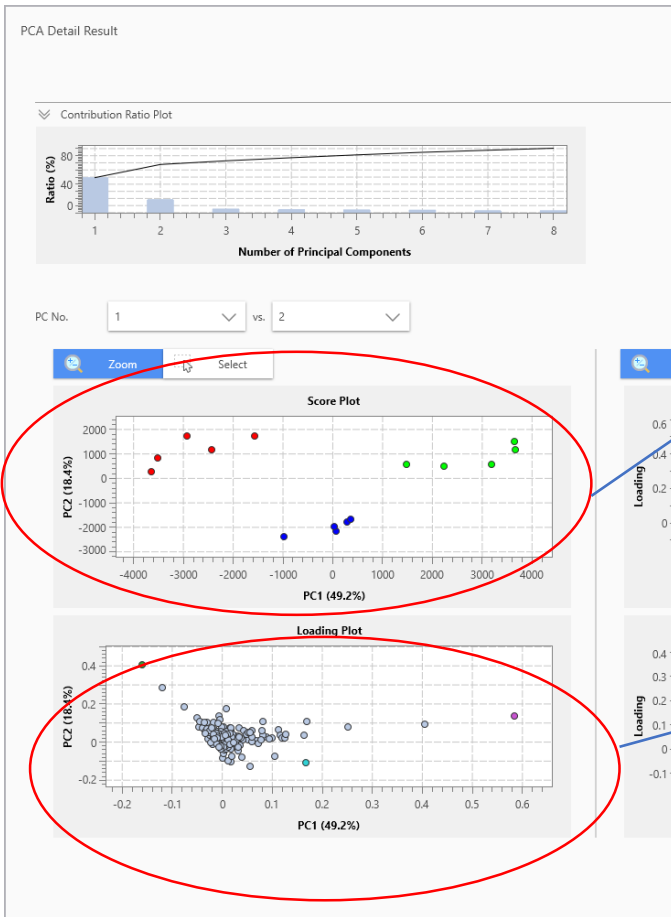 PCA Detail Result
Contribution Ratio Plot
Ratio (%)
80
40
0
1 2 3 4 5 6 7 8
Number of Principal Components
PC No. 1 vs. 2
Zoom Select
Score Plot
PC2 (18.4%)
2000
1000
0
-1000
-2000
-3000
-4000 -3000 -2000 -1000 0 1000 2000 3000 4000
PC1 (49.2%)
Loading Plot
PC2 (18.4%)
0.4
0.2
0
-0.2
-0.2 -0.1 0 0.1 0.2 0.3 0.4 0.5 0.6
PC1 (49.2%)
Loading
0.6
0.4
0.2
0
Loading
0.4
0.3
0.2
0.1
0
-0.1